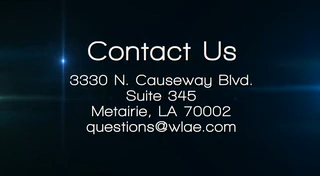 Contact Us
3330 N. Causeway Blvd.
Suite 345
Metairie, LA 70002
questions@wlae.com